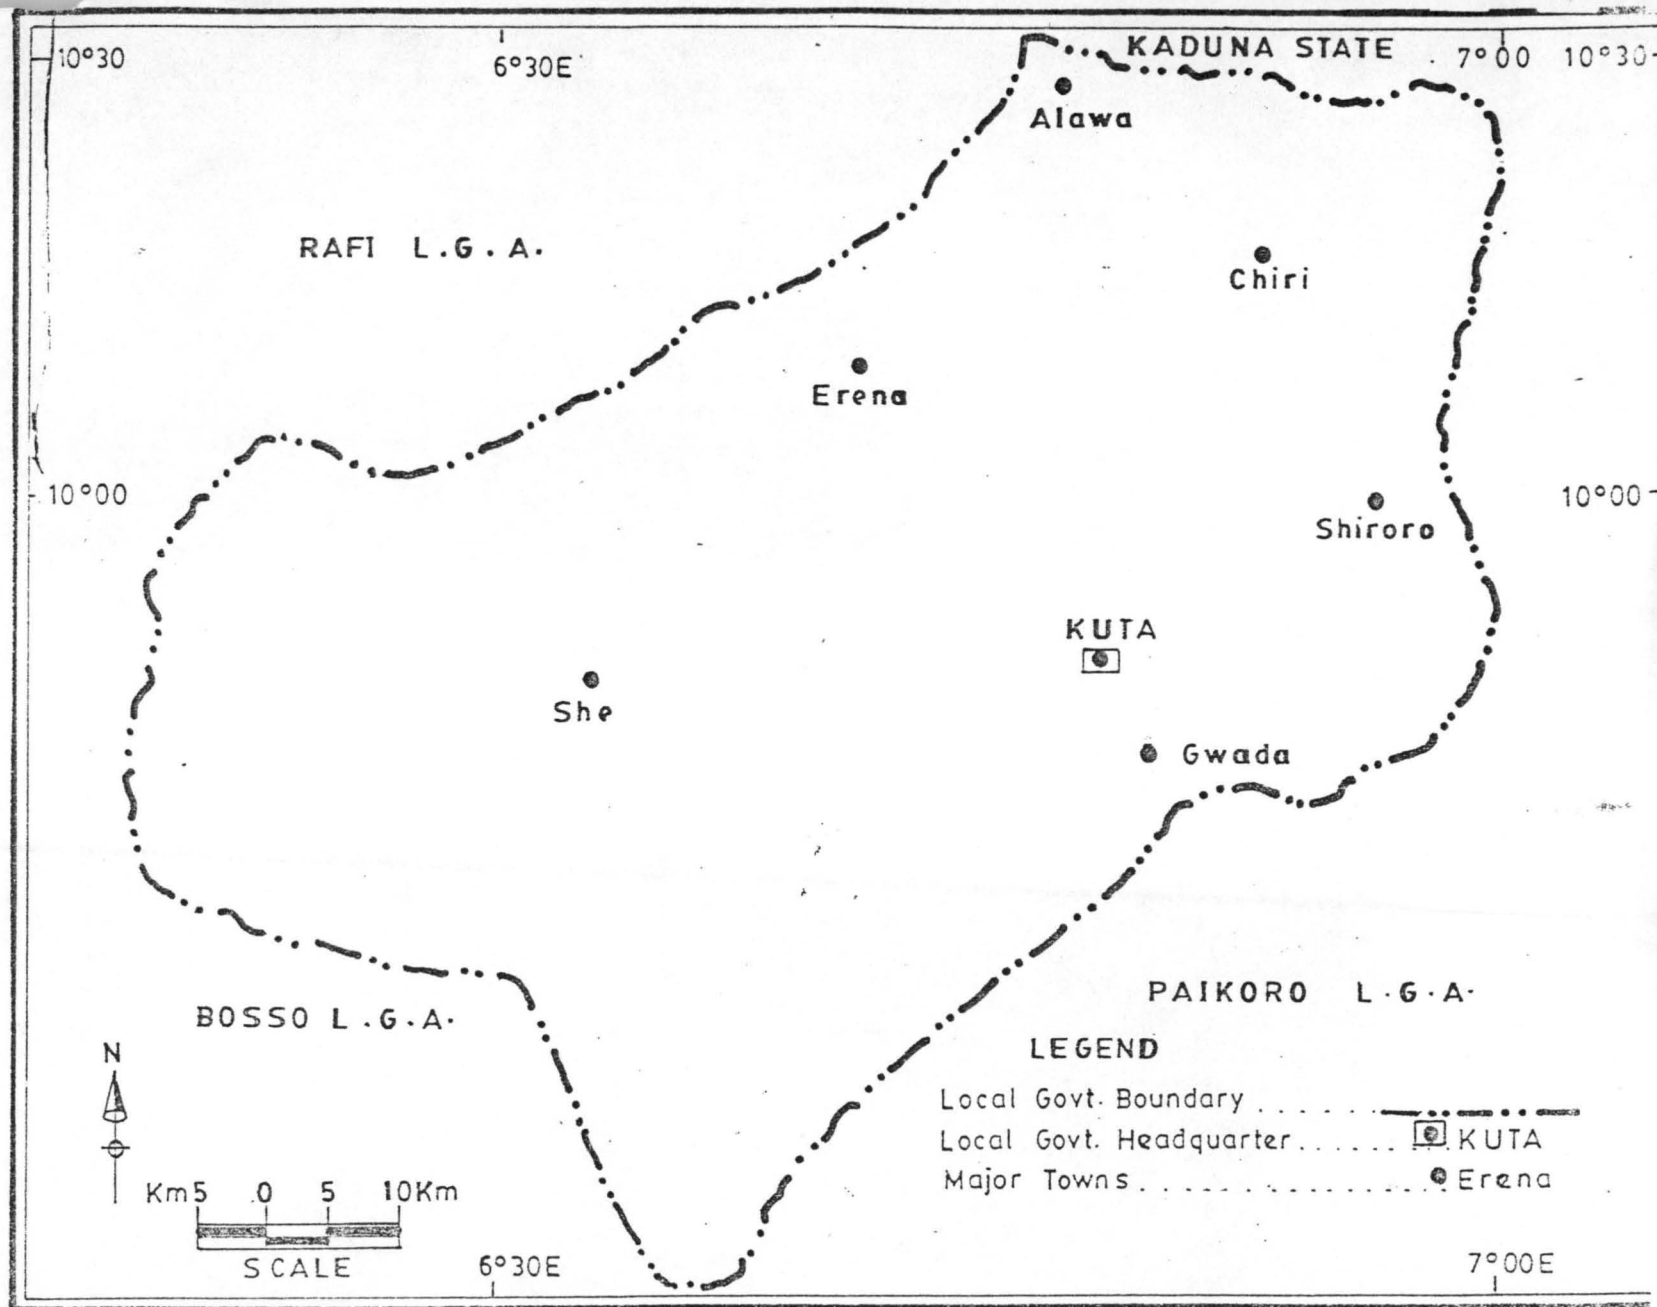 10°30 6°30E KADUNA STATE 7°00 10°30
Alawa
RAFI L.G.A.
Chiri
Erena
10°00 10°00
Shiroro
KUTA
She
Gwada
PAIKORO L.G.A.
BOSSO L.G.A.
N
LEGEND
Local Govt. Boundary
Local Govt. Headquarter KUTA
Major Towns Erena
Km5 0 5 10Km
SCALE
6°30E 7°00E